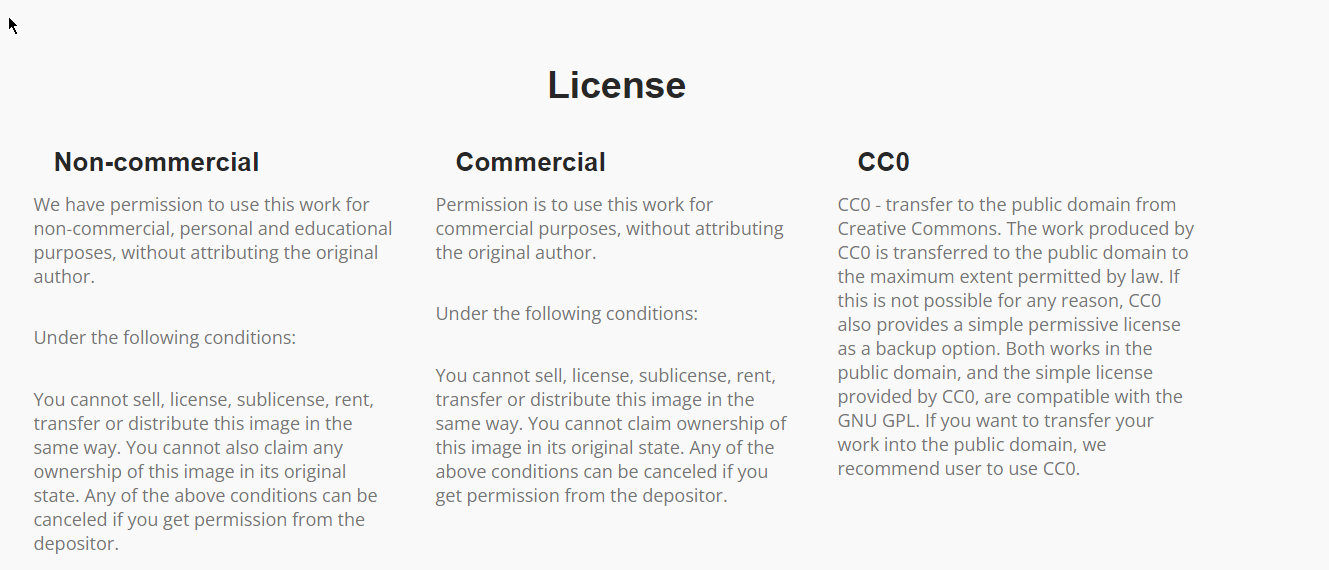 License
Non-commercial
We have permission to use this work for
non-commercial, personal and educational
purposes, without attributing the original
author.
Under the following conditions:
You cannot sell, license, sublicense, rent,
transfer or distribute this image in the
same way. You cannot also claim any
ownership of this image in its original
state. Any of the above conditions can be
canceled if you get permission from the
depositor.
Commercial
Permission is to use this work for
commercial purposes, without attributing
the original author.
Under the following conditions:
You cannot sell, license, sublicense, rent,
transfer or distribute this image in the
same way. You cannot claim ownership of
this image in its original state. Any of the
above conditions can be canceled if you
get permission from the depositor.
CC0
CC0 - transfer to the public domain from
Creative Commons. The work produced by
CC0 is transferred to the public domain to
the maximum extent permitted by law. If
this is not possible for any reason, CC0
also provides a simple permissive license
as a backup option. Both works in the
public domain, and the simple license
provided by CC0, are compatible with the
GNU GPL. If you want to transfer your
work into the public domain, we
recommend user to use CC0.